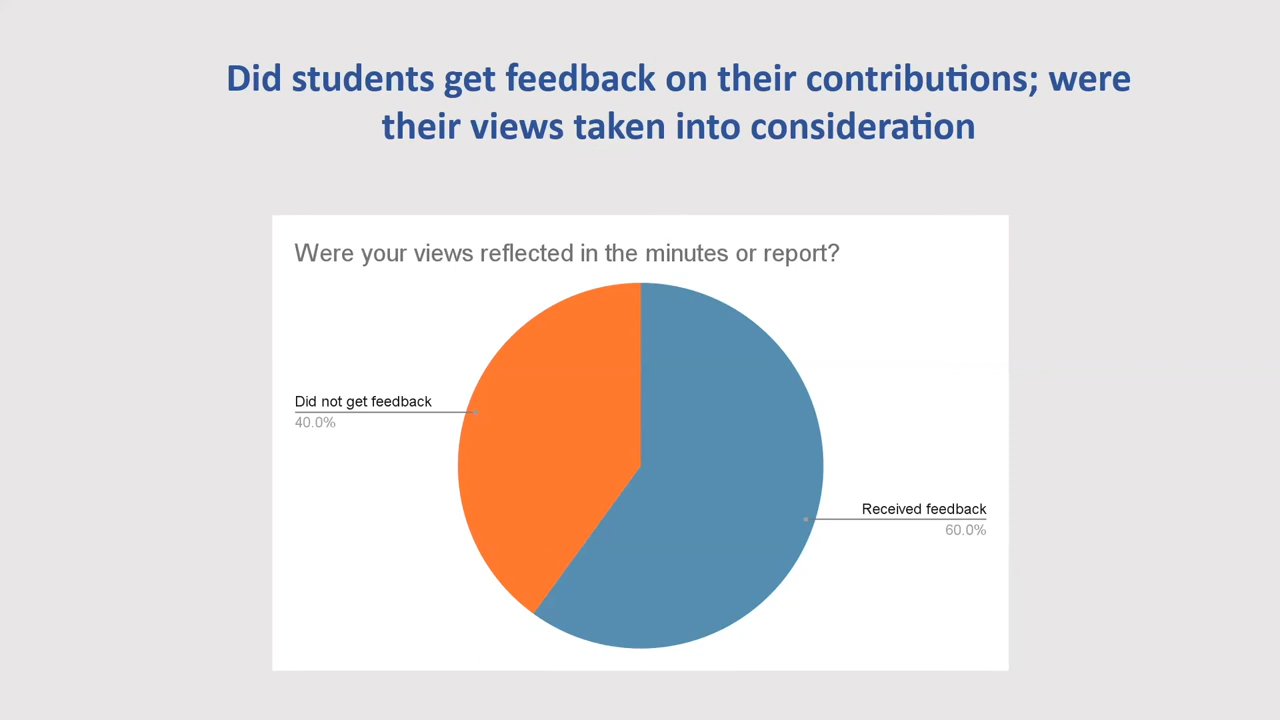 Did students get feedback on their contributions; were
their views taken into consideration
Were your views reflected in the minutes or report?
Did not get feedback
40.0%
Received feedback
60.0%